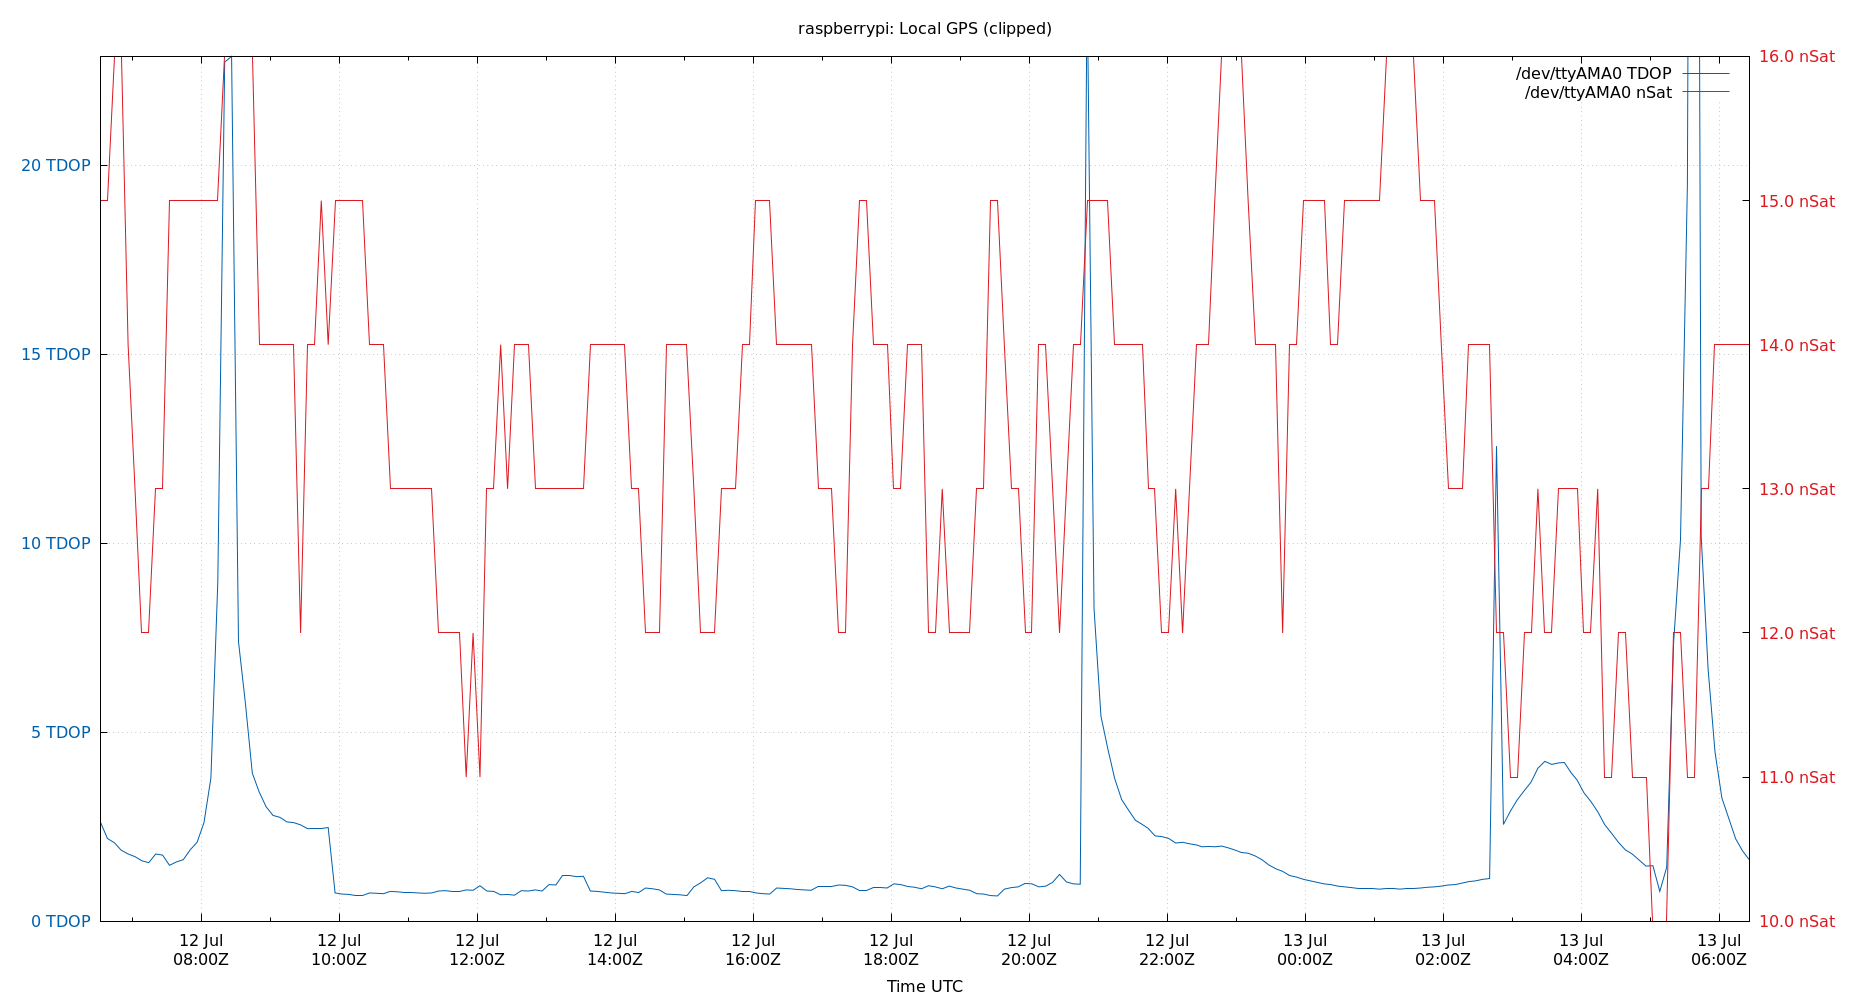 raspberrypi: Local GPS (clipped)
16.0 nSat
/dev/ttyAMA0 TDOP
/dev/ttyAMA0 nSat
20 TDOP
15.0 nSat
15 TDOP
14.0 nSat
13.0 nSat
10 TDOP
12.0 nSat
5 TDOP
11.0 nSat
0 TDOP
10.0 nSat
12 Jul 12 Jul 12 Jul 12 Jul 12 Jul 12 Jul 12 Jul 12 Jul 13 Jul 13 Jul 13 Jul 13 Jul
08:00Z 10:00Z 12:00Z 14:00Z 16:00Z 18:00Z 20:00Z 22:00Z 00:00Z 02:00Z 04:00Z 06:00Z
Time UTC